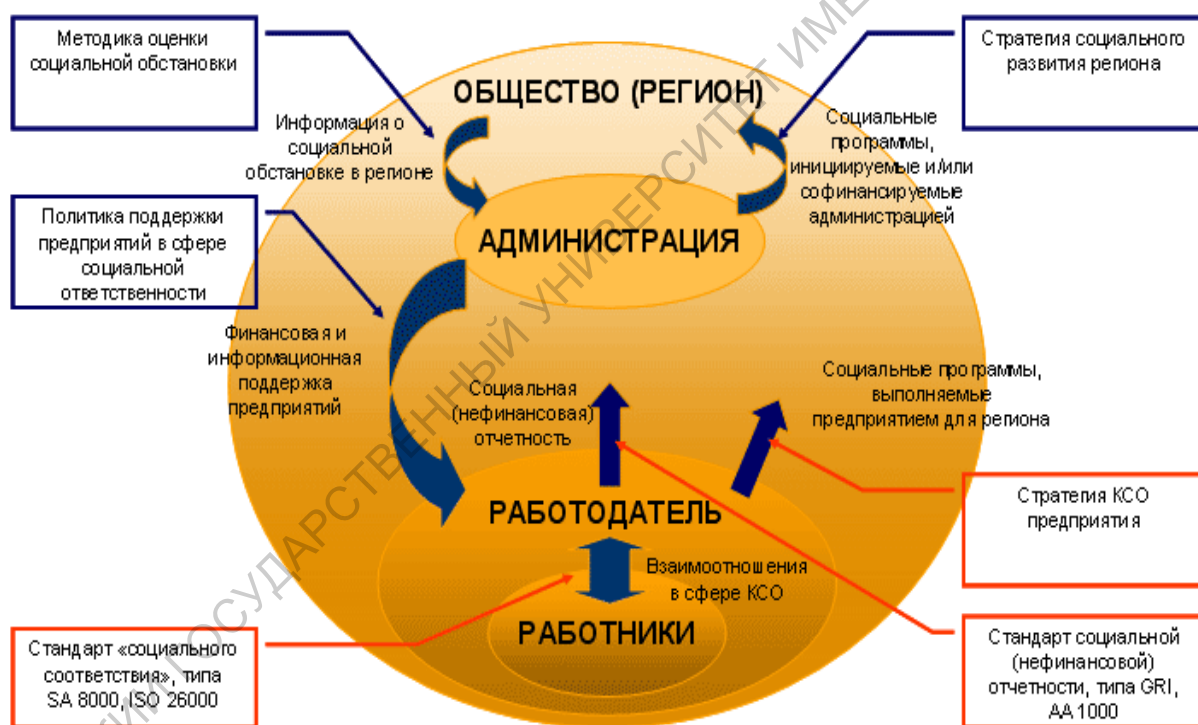 Методика оценки
социальной обстановки
Стратегия социального
развития региона
ОБЩЕСТВО (РЕГИОН)
Информация о
социальной
обстановке в регионе
Социальные
программы,
инициируемые и/или
софинансируемые
администрацией
Политика поддержки
предприятий в сфере
социальной
ответственности
АДМИНИСТРАЦИЯ
Финансовая и
информационная
поддержка
предприятий
Социальная
(нефинансовая)
отчетность
Социальные программы,
выполняемые
предприятием для региона
РАБОТОДАТЕЛЬ
Стратегия КСО
предприятия
Взаимоотношения
в сфере КСО
РАБОТНИКИ
Стандарт «социального
соответствия», типа
SA 8000, ISO 26000
Стандарт социальной
(нефинансовой)
отчетности, типа GRI,
AA 1000
ГОСУДАРСТВЕННЫЙ УНИВЕРСИТЕТ